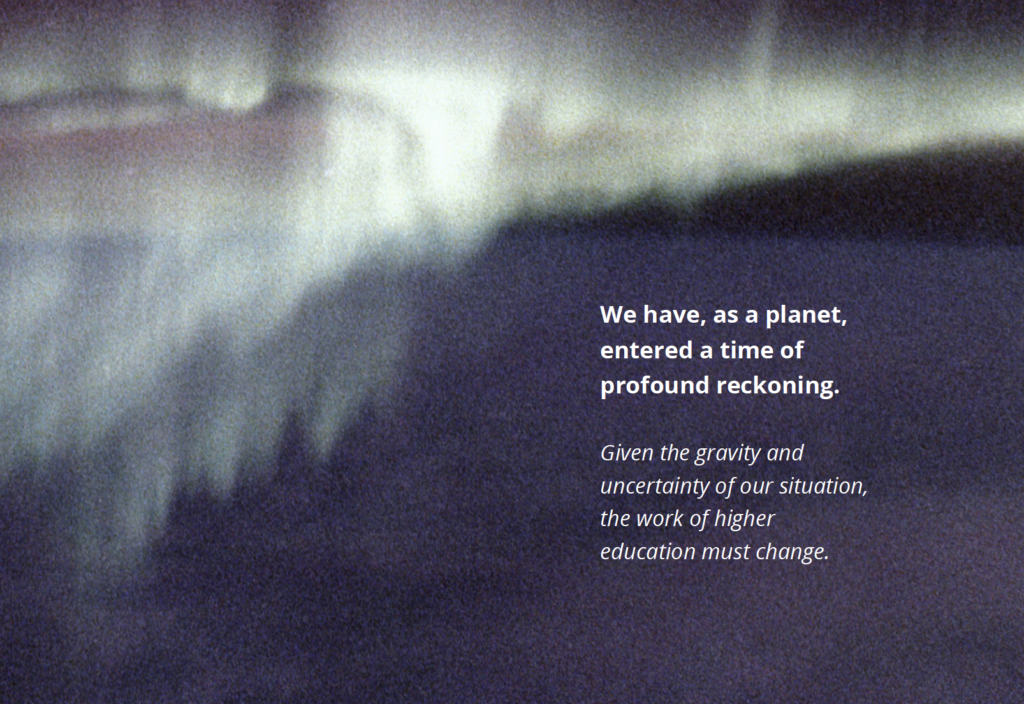 We have, as a planet,
entered a time of
profound reckoning.
Given the gravity and
uncertainty of our situation,
the work of higher
education must change.